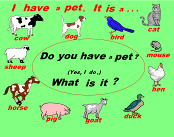 I have a pet. It is a ...
cow
dog
bird
cat
mouse
sheep
Do you have a pet ?
(Yes, I do.)
What is it ?
hen
horse
pig
goat
duck